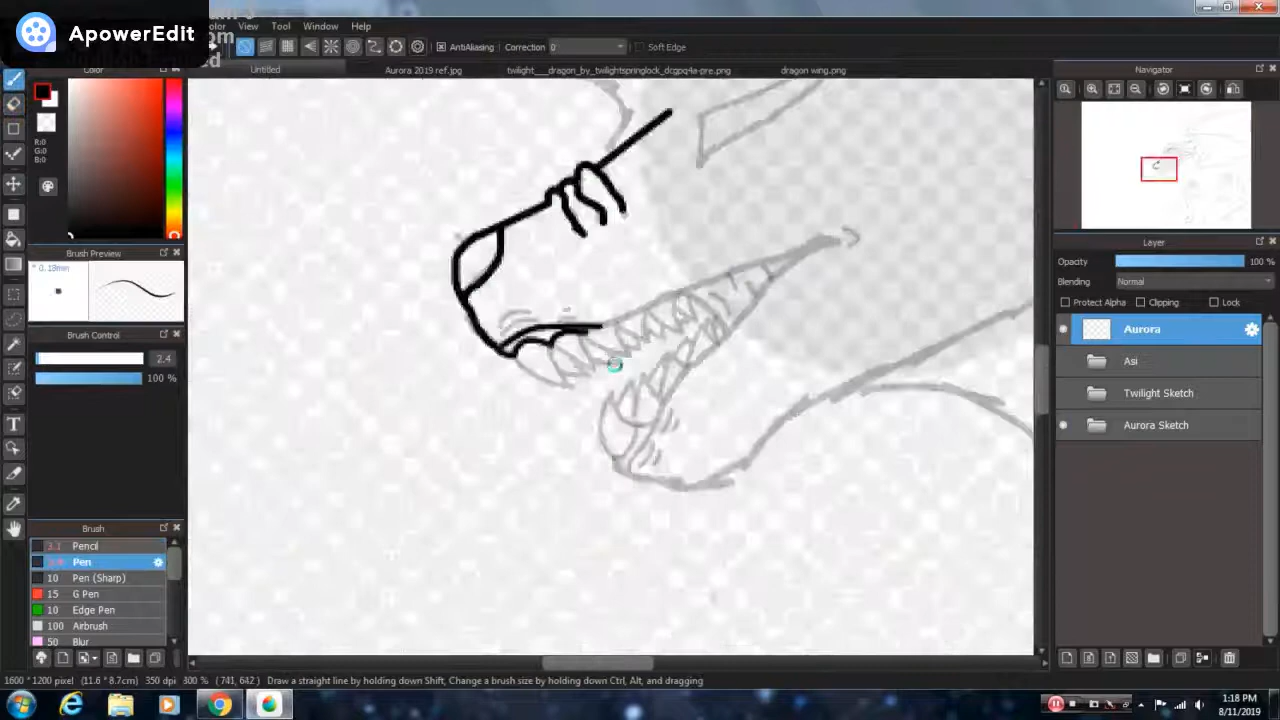 ApowerEdit
Color View Tool Window Help
AntiAliasing Correction 0 Soft Edge
Untitled Aurora 2019 ref.jpg twilight___dragon_by_twilightspringlock_dcgpq4a-pre.png dragon wing.png
Color
R:0
G:0
B:0
Brush Preview
* 0.18mm
Brush Control
2.4
100 %
Brush
3.1 Pencil
Pen
10 Pen (Sharp)
15 G Pen
10 Edge Pen
100 Airbrush
50 Blur
Navigator
Layer
Opacity 100 %
Blending Normal
Protect Alpha Clipping Lock
Aurora
Asi
Twilight Sketch
Aurora Sketch
1600 * 1200 pixel (11.6 * 8.7cm) 350 dpi 300 % (741, 642) Draw a straight line by holding down Shift, Change a brush size by holding down Ctrl, Alt, and dragging
1:18 PM
8/11/2019